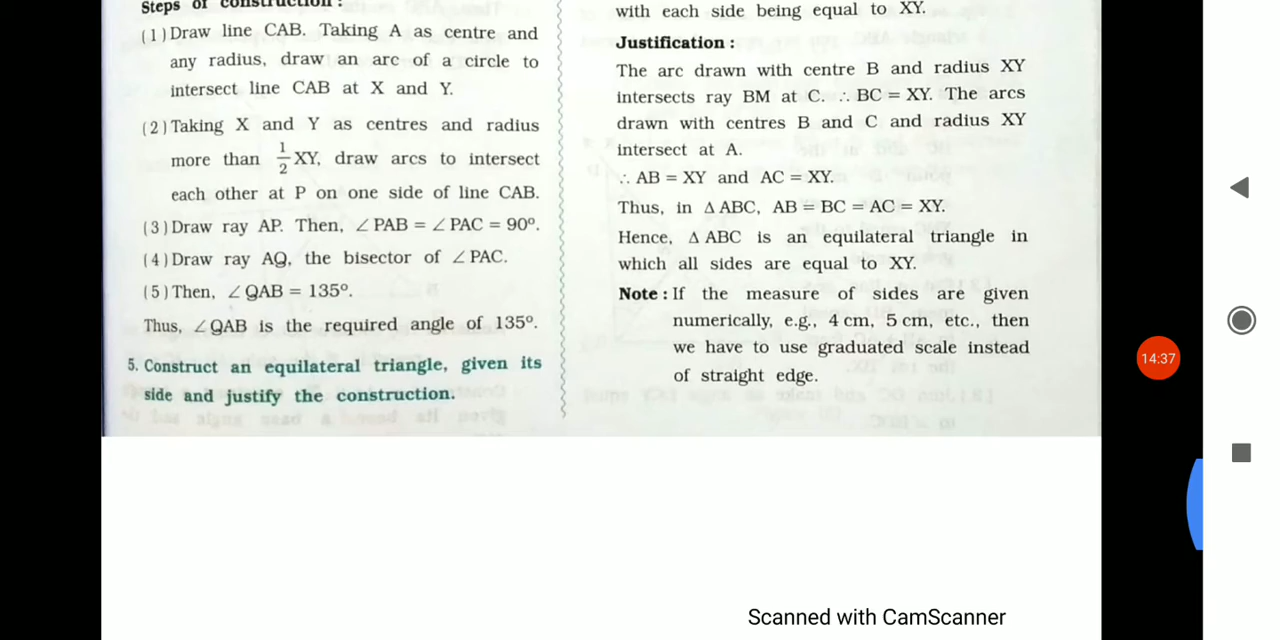 Steps of construction :
(1) Draw line CAB. Taking A as centre and
any radius, draw an arc of a circle to
intersect line CAB at X and Y.
(2) Taking X and Y as centres and radius
more than 1/2 XY, draw arcs to intersect
each other at P on one side of line CAB.
(3) Draw ray AP. Then, ∠ PAB = ∠ PAC = 90°.
(4) Draw ray AQ, the bisector of ∠ PAC.
(5) Then, ∠ QAB = 135°.
Thus, ∠ QAB is the required angle of 135°.
5. Construct an equilateral triangle, given its
side and justify the construction.
with each side being equal to XY.
Justification :
The arc drawn with centre B and radius XY
intersects ray BM at C. ∴ BC = XY. The arcs
drawn with centres B and C and radius XY
intersect at A.
∴ AB = XY and AC = XY.
Thus, in Δ ABC, AB = BC = AC = XY.
Hence, Δ ABC is an equilateral triangle in
which all sides are equal to XY.
Note : If the measure of sides are given
numerically, e.g., 4 cm, 5 cm, etc., then
we have to use graduated scale instead
of straight edge.
14:37
Scanned with CamScanner